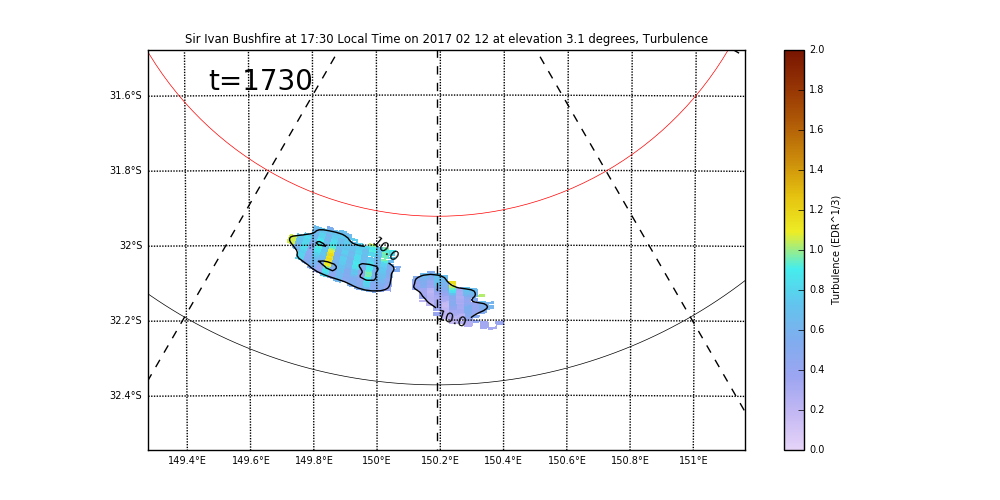 Sir Ivan Bushfire at 17:30 Local Time on 2017 02 12 at elevation 3.1 degrees, Turbulence
t=1730
31.6°S
31.8°S
32°S
32.2°S
32.4°S
10.0
10.0
149.4°E 149.6°E 149.8°E 150°E 150.2°E 150.4°E 150.6°E 150.8°E 151°E
2.0
1.8
1.6
1.4
1.2
1.0
0.8
0.6
0.4
0.2
0.0
Turbulence (EDR^1/3)